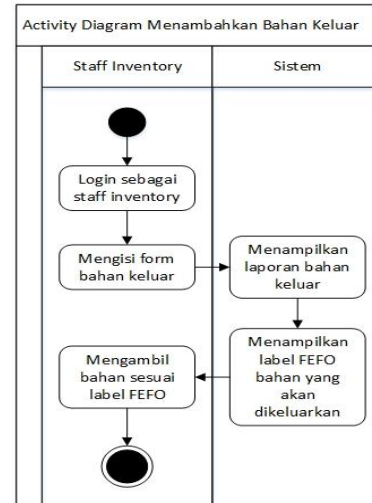 Activity Diagram Menambahkan Bahan Keluar
Staff Inventory
Sistem
Login sebagai
staff inventory
Mengisi form
bahan keluar
Menampilkan
laporan bahan
keluar
Menampilkan
label FEFO
bahan yang
akan
dikeluarkan
Mengambil
bahan sesuai
label FEFO